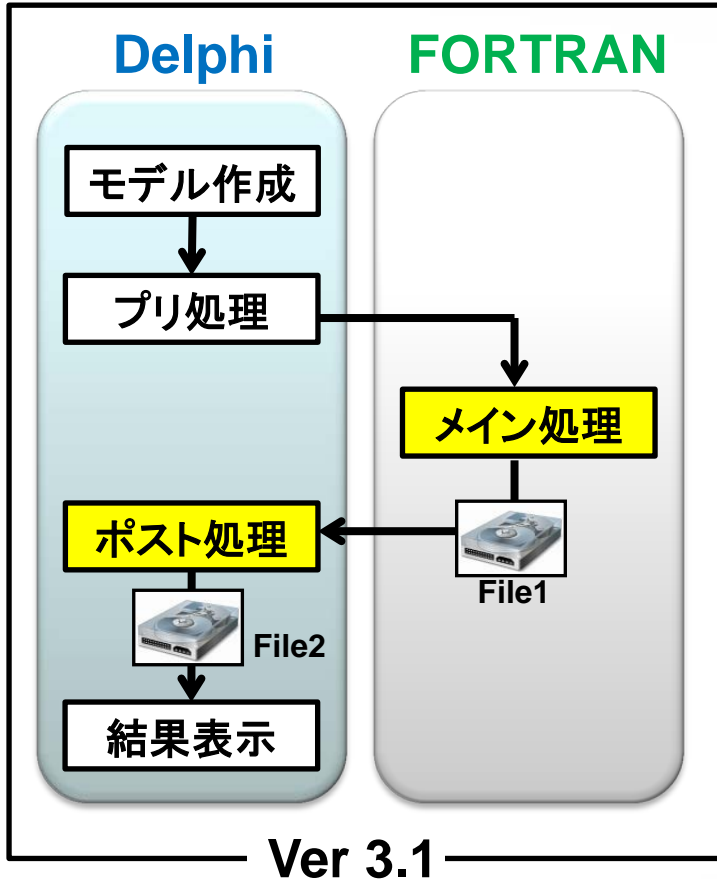 Delphi
FORTRAN
モデル作成
プリ処理
メイン処理
ポスト処理
File1
File2
結果表示
Ver 3.1